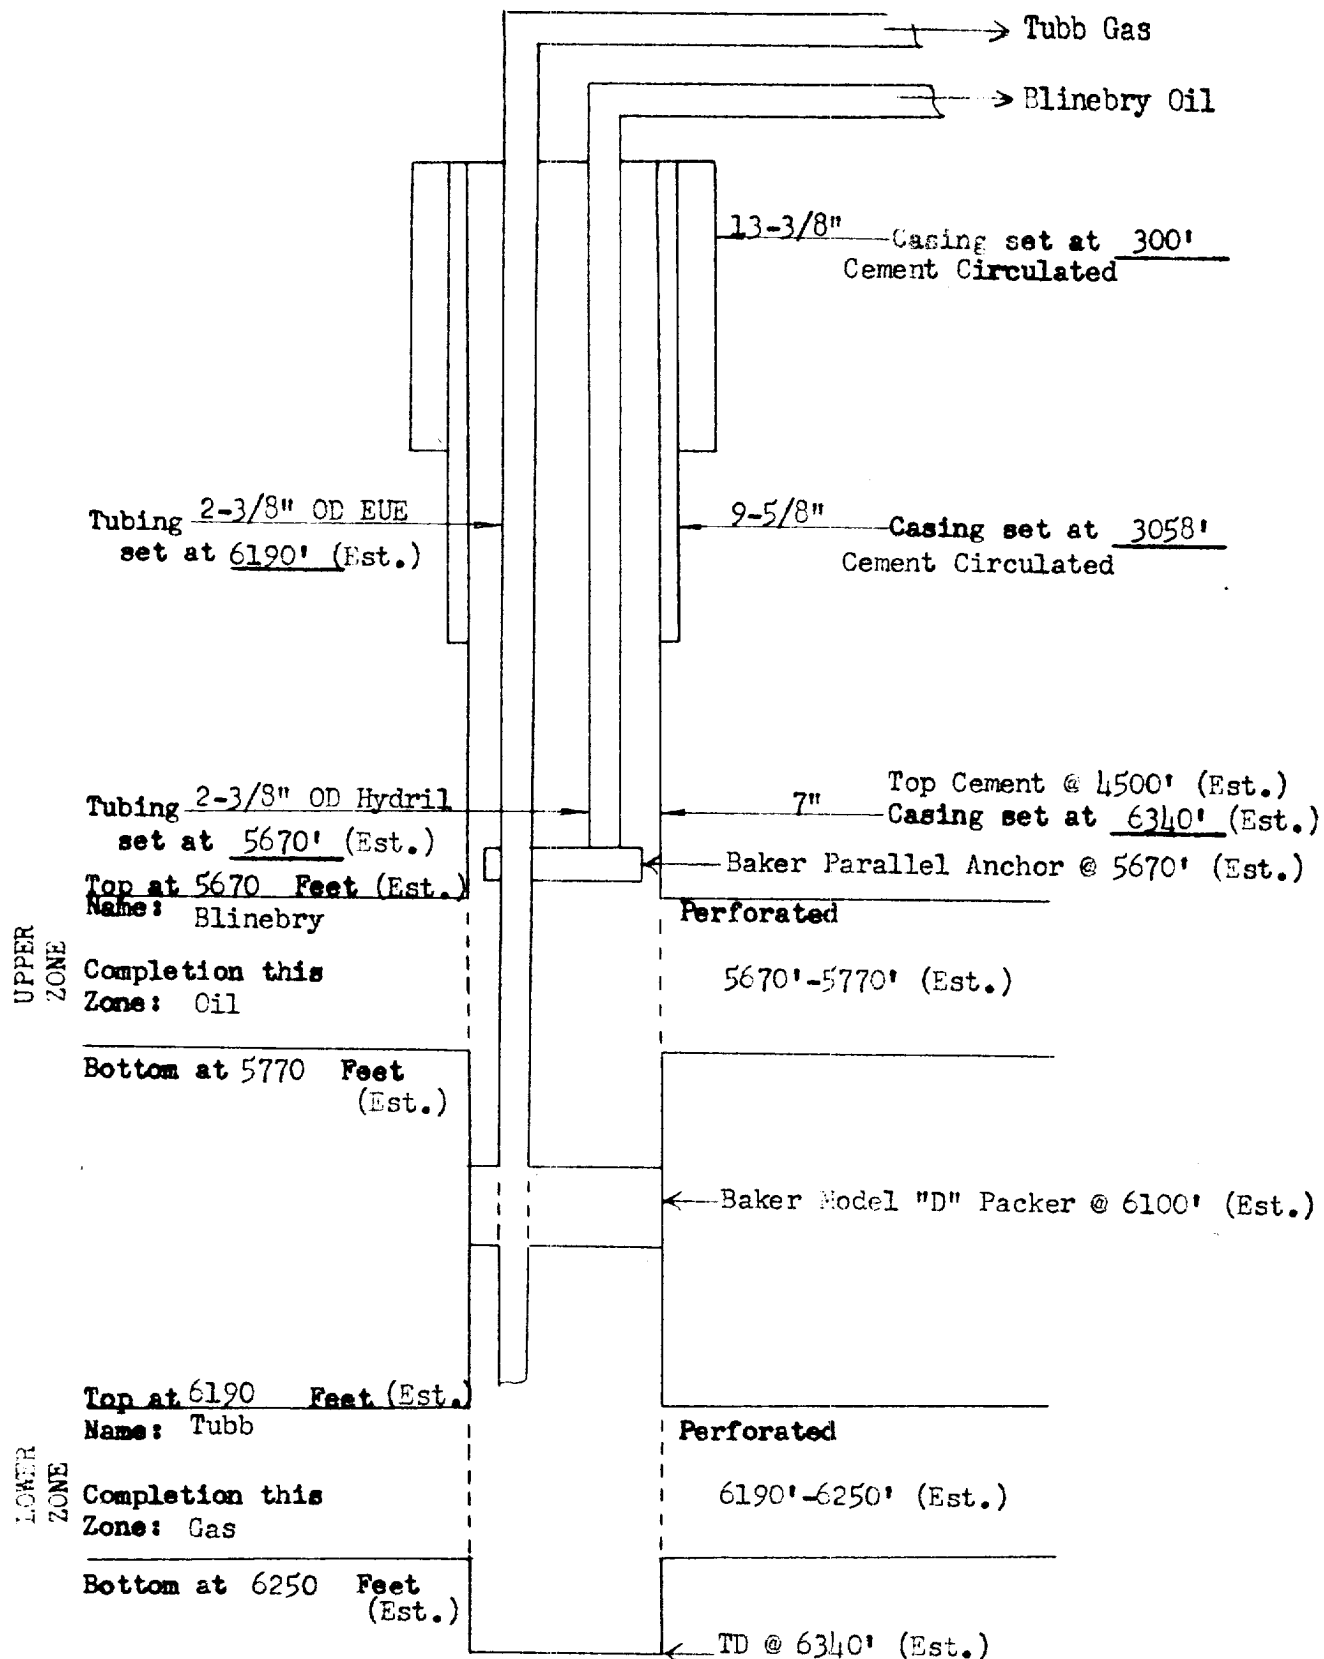 Tubb Gas
Blinebry Oil
13-3/8" Casing set at 300'
Cement Circulated
Tubing 2-3/8" OD EUE
set at 6190' (Est.)
9-5/8" Casing set at 3058'
Cement Circulated
Tubing 2-3/8" OD Hydril
set at 5670' (Est.)
Top Cement @ 4500' (Est.)
7" Casing set at 6340' (Est.)
Baker Parallel Anchor @ 5670' (Est.)
UPPER
ZONE
Top at 5670 Feet (Est.)
Name: Blinebry
Perforated
Completion this
Zone: Oil
5670'-5770' (Est.)
Bottom at 5770 Feet
(Est.)
Baker Model "D" Packer @ 6100' (Est.)
LOWER
ZONE
Top at 6190 Feet (Est.)
Name: Tubb
Perforated
Completion this
Zone: Gas
6190'-6250' (Est.)
Bottom at 6250 Feet
(Est.)
TD @ 6340' (Est.)